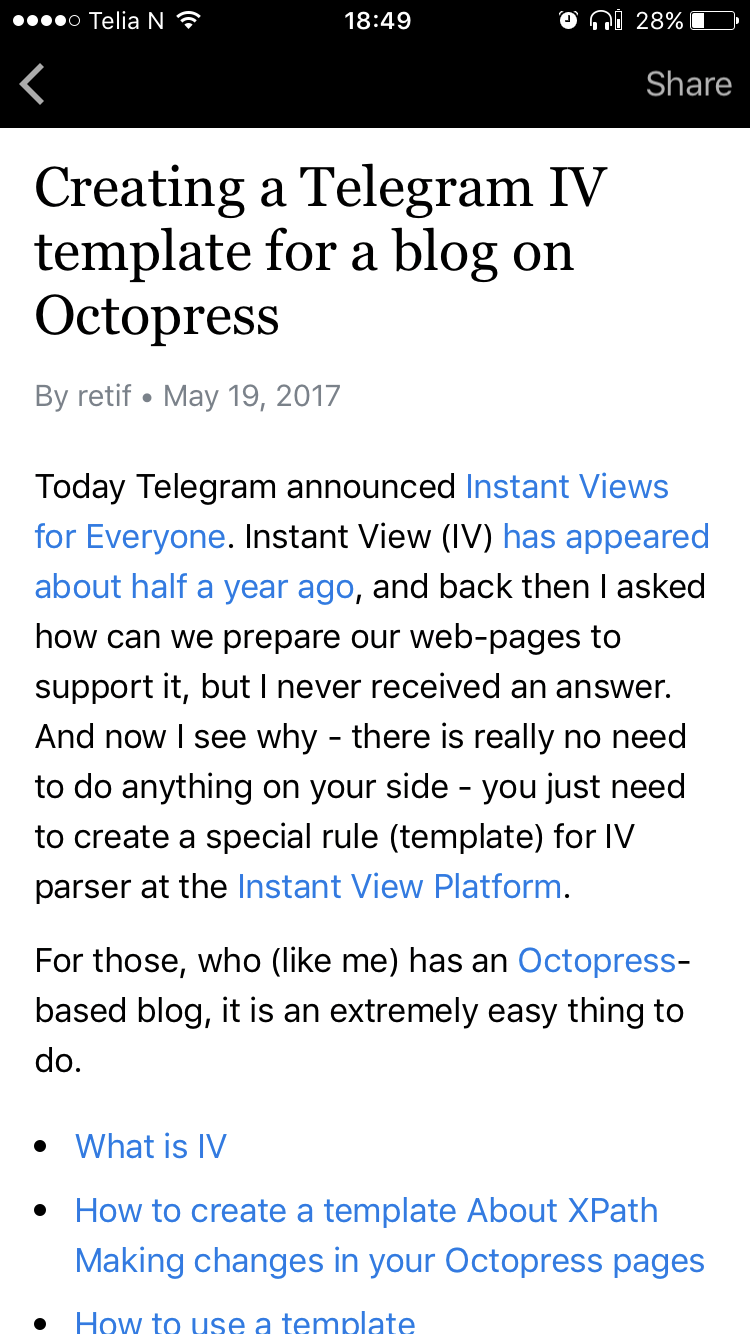 Telia N 18:49 28%
Share
Creating a Telegram IV
template for a blog on
Octopress
By retif • May 19, 2017
Today Telegram announced Instant Views
for Everyone. Instant View (IV) has appeared
about half a year ago, and back then I asked
how can we prepare our web-pages to
support it, but I never received an answer.
And now I see why - there is really no need
to do anything on your side - you just need
to create a special rule (template) for IV
parser at the Instant View Platform.
For those, who (like me) has an Octopress-
based blog, it is an extremely easy thing to
do.
• What is IV
• How to create a template About XPath
Making changes in your Octopress pages
• How to use a template